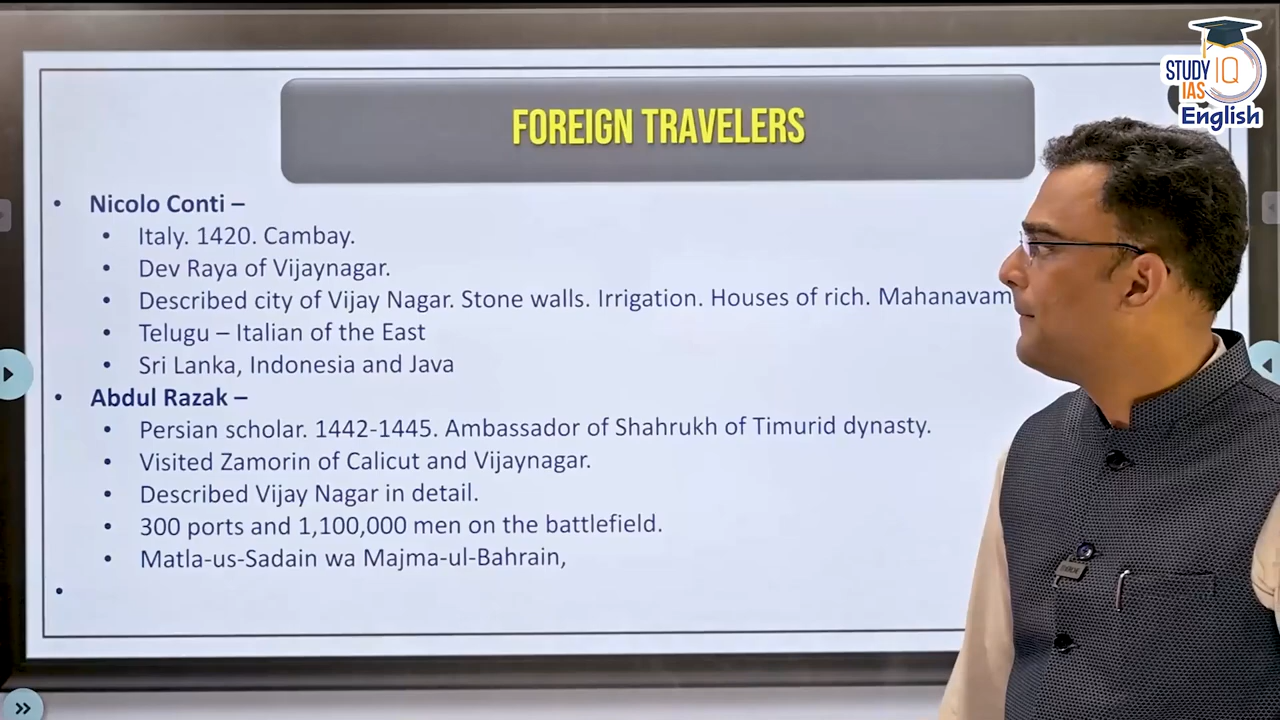 STUDY IQ
IAS
English
FOREIGN TRAVELERS
• Nicolo Conti –
• Italy. 1420. Cambay.
• Dev Raya of Vijaynagar.
• Described city of Vijay Nagar. Stone walls. Irrigation. Houses of rich. Mahanavam
• Telugu – Italian of the East
• Sri Lanka, Indonesia and Java
• Abdul Razak –
• Persian scholar. 1442-1445. Ambassador of Shahrukh of Timurid dynasty.
• Visited Zamorin of Calicut and Vijaynagar.
• Described Vijay Nagar in detail.
• 300 ports and 1,100,000 men on the battlefield.
• Matla-us-Sadain wa Majma-ul-Bahrain,
•